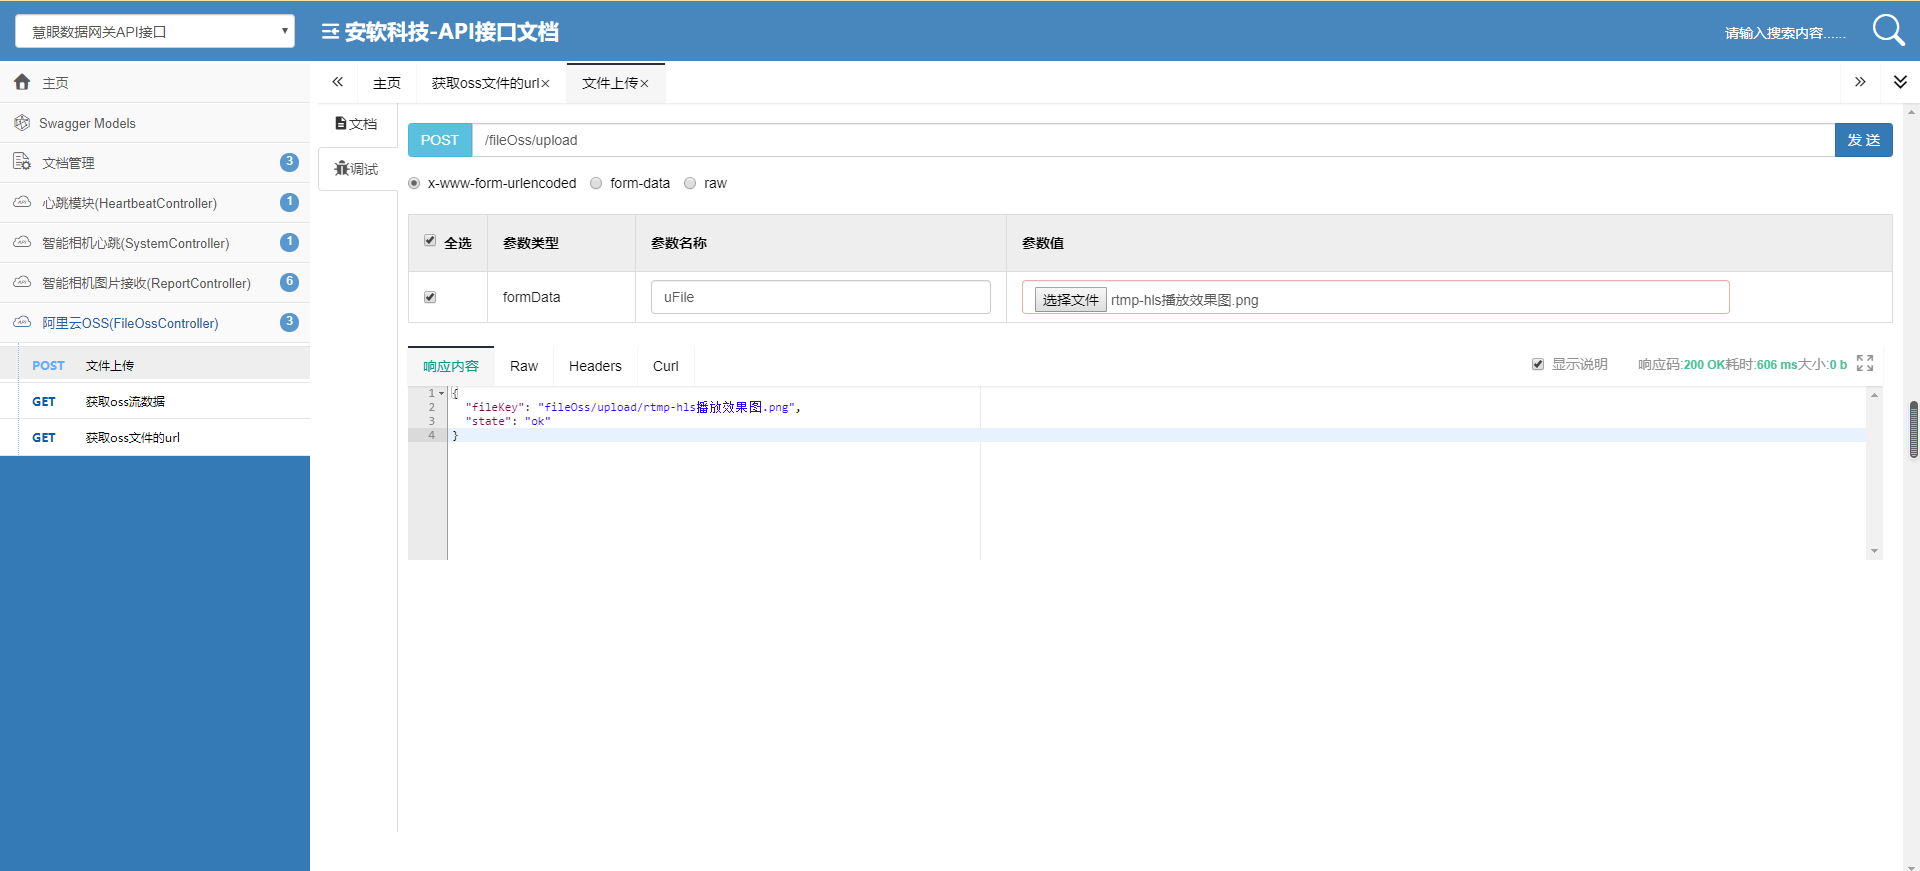 慧眼数据网关API接口
安软科技-API接口文档
请输入搜索内容......
主页
Swagger Models
文档管理 3
心跳模块(HeartbeatController) 1
智能相机心跳(SystemController) 1
智能相机图片接收(ReportController) 6
阿里云OSS(FileOssController) 3
POST 文件上传
GET 获取oss流数据
GET 获取oss文件的url
主页 获取oss文件的url× 文件上传×
文档
调试
POST /fileOss/upload 发 送
x-www-form-urlencoded form-data raw
全选 参数类型 参数名称 参数值
formData uFile 选择文件 rtmp-hls播放效果图.png
响应内容 Raw Headers Curl 显示说明 响应码:200 OK耗时:606 ms大小:0 b
1 {
2 "fileKey": "fileOss/upload/rtmp-hls播放效果图.png",
3 "state": "ok"
4 }